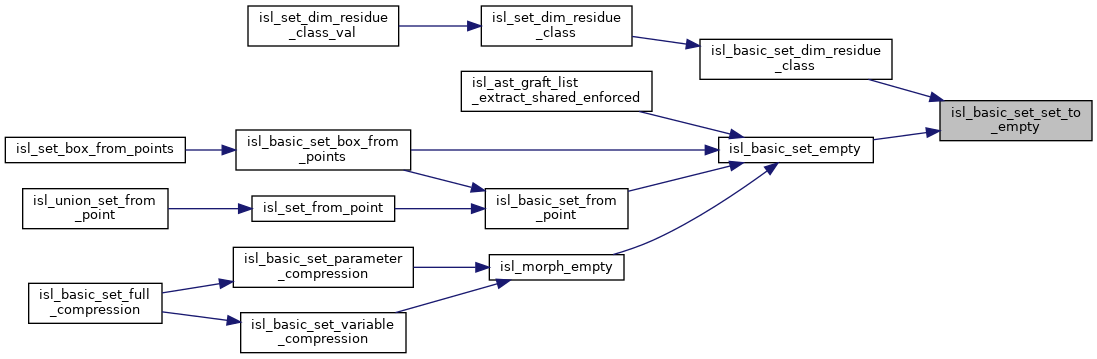 isl_set_dim_residue
_class_val
isl_set_dim_residue
_class
isl_basic_set_dim_residue
_class
isl_ast_graft_list
_extract_shared_enforced
isl_basic_set_set_to
_empty
isl_set_box_from_points
isl_basic_set_box_from
_points
isl_basic_set_empty
isl_union_set_from
_point
isl_set_from_point
isl_basic_set_from
_point
isl_basic_set_parameter
_compression
isl_morph_empty
isl_basic_set_full
_compression
isl_basic_set_variable
_compression